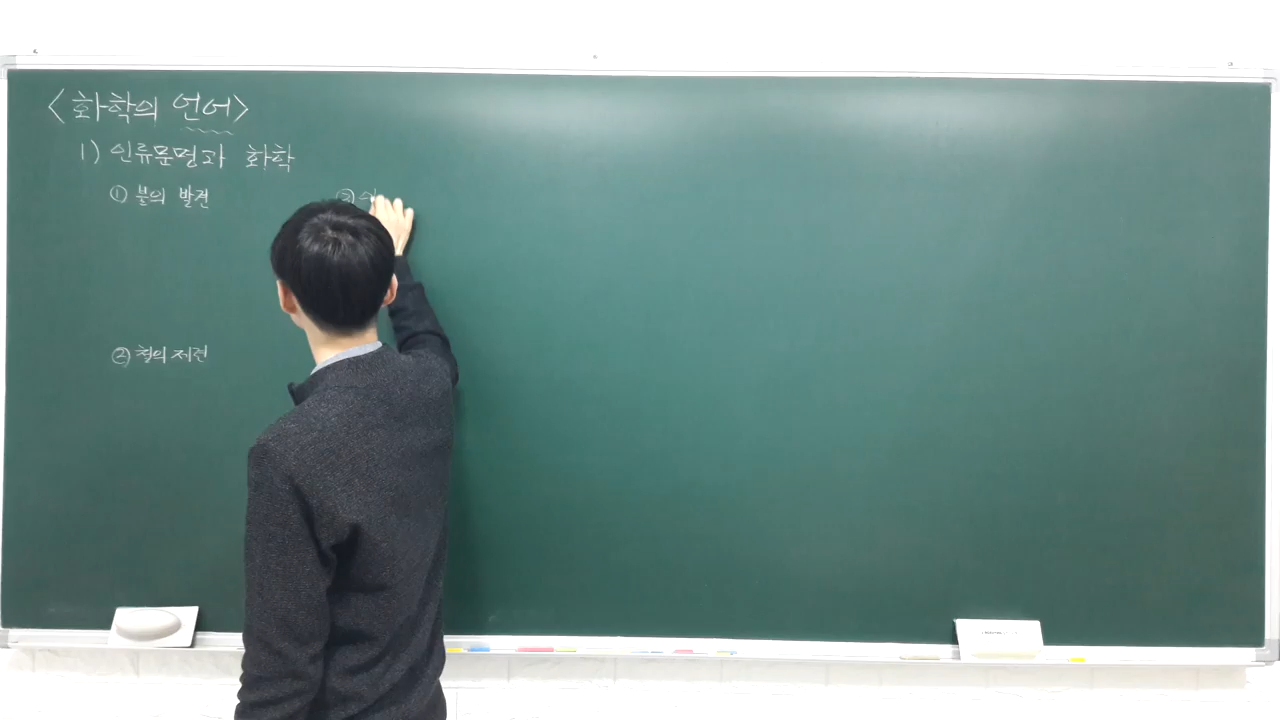 <화학의 언어>
1) 인류문명과 화학
① 불의 발견
② 철의 제련
③